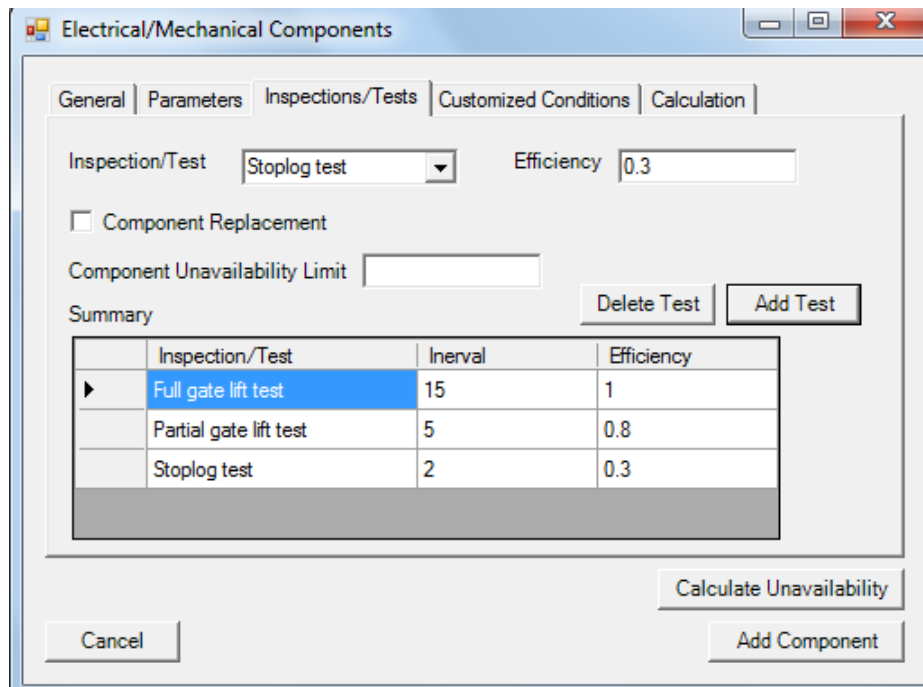 Electrical/Mechanical Components
General Parameters Inspections/Tests Customized Conditions Calculation
Inspection/Test Stoplog test Efficiency 0.3
Component Replacement
Component Unavailability Limit
Delete Test Add Test
Summary
Inspection/Test Inerval Efficiency
Full gate lift test 15 1
Partial gate lift test 5 0.8
Stoplog test 2 0.3
Calculate Unavailability
Cancel Add Component